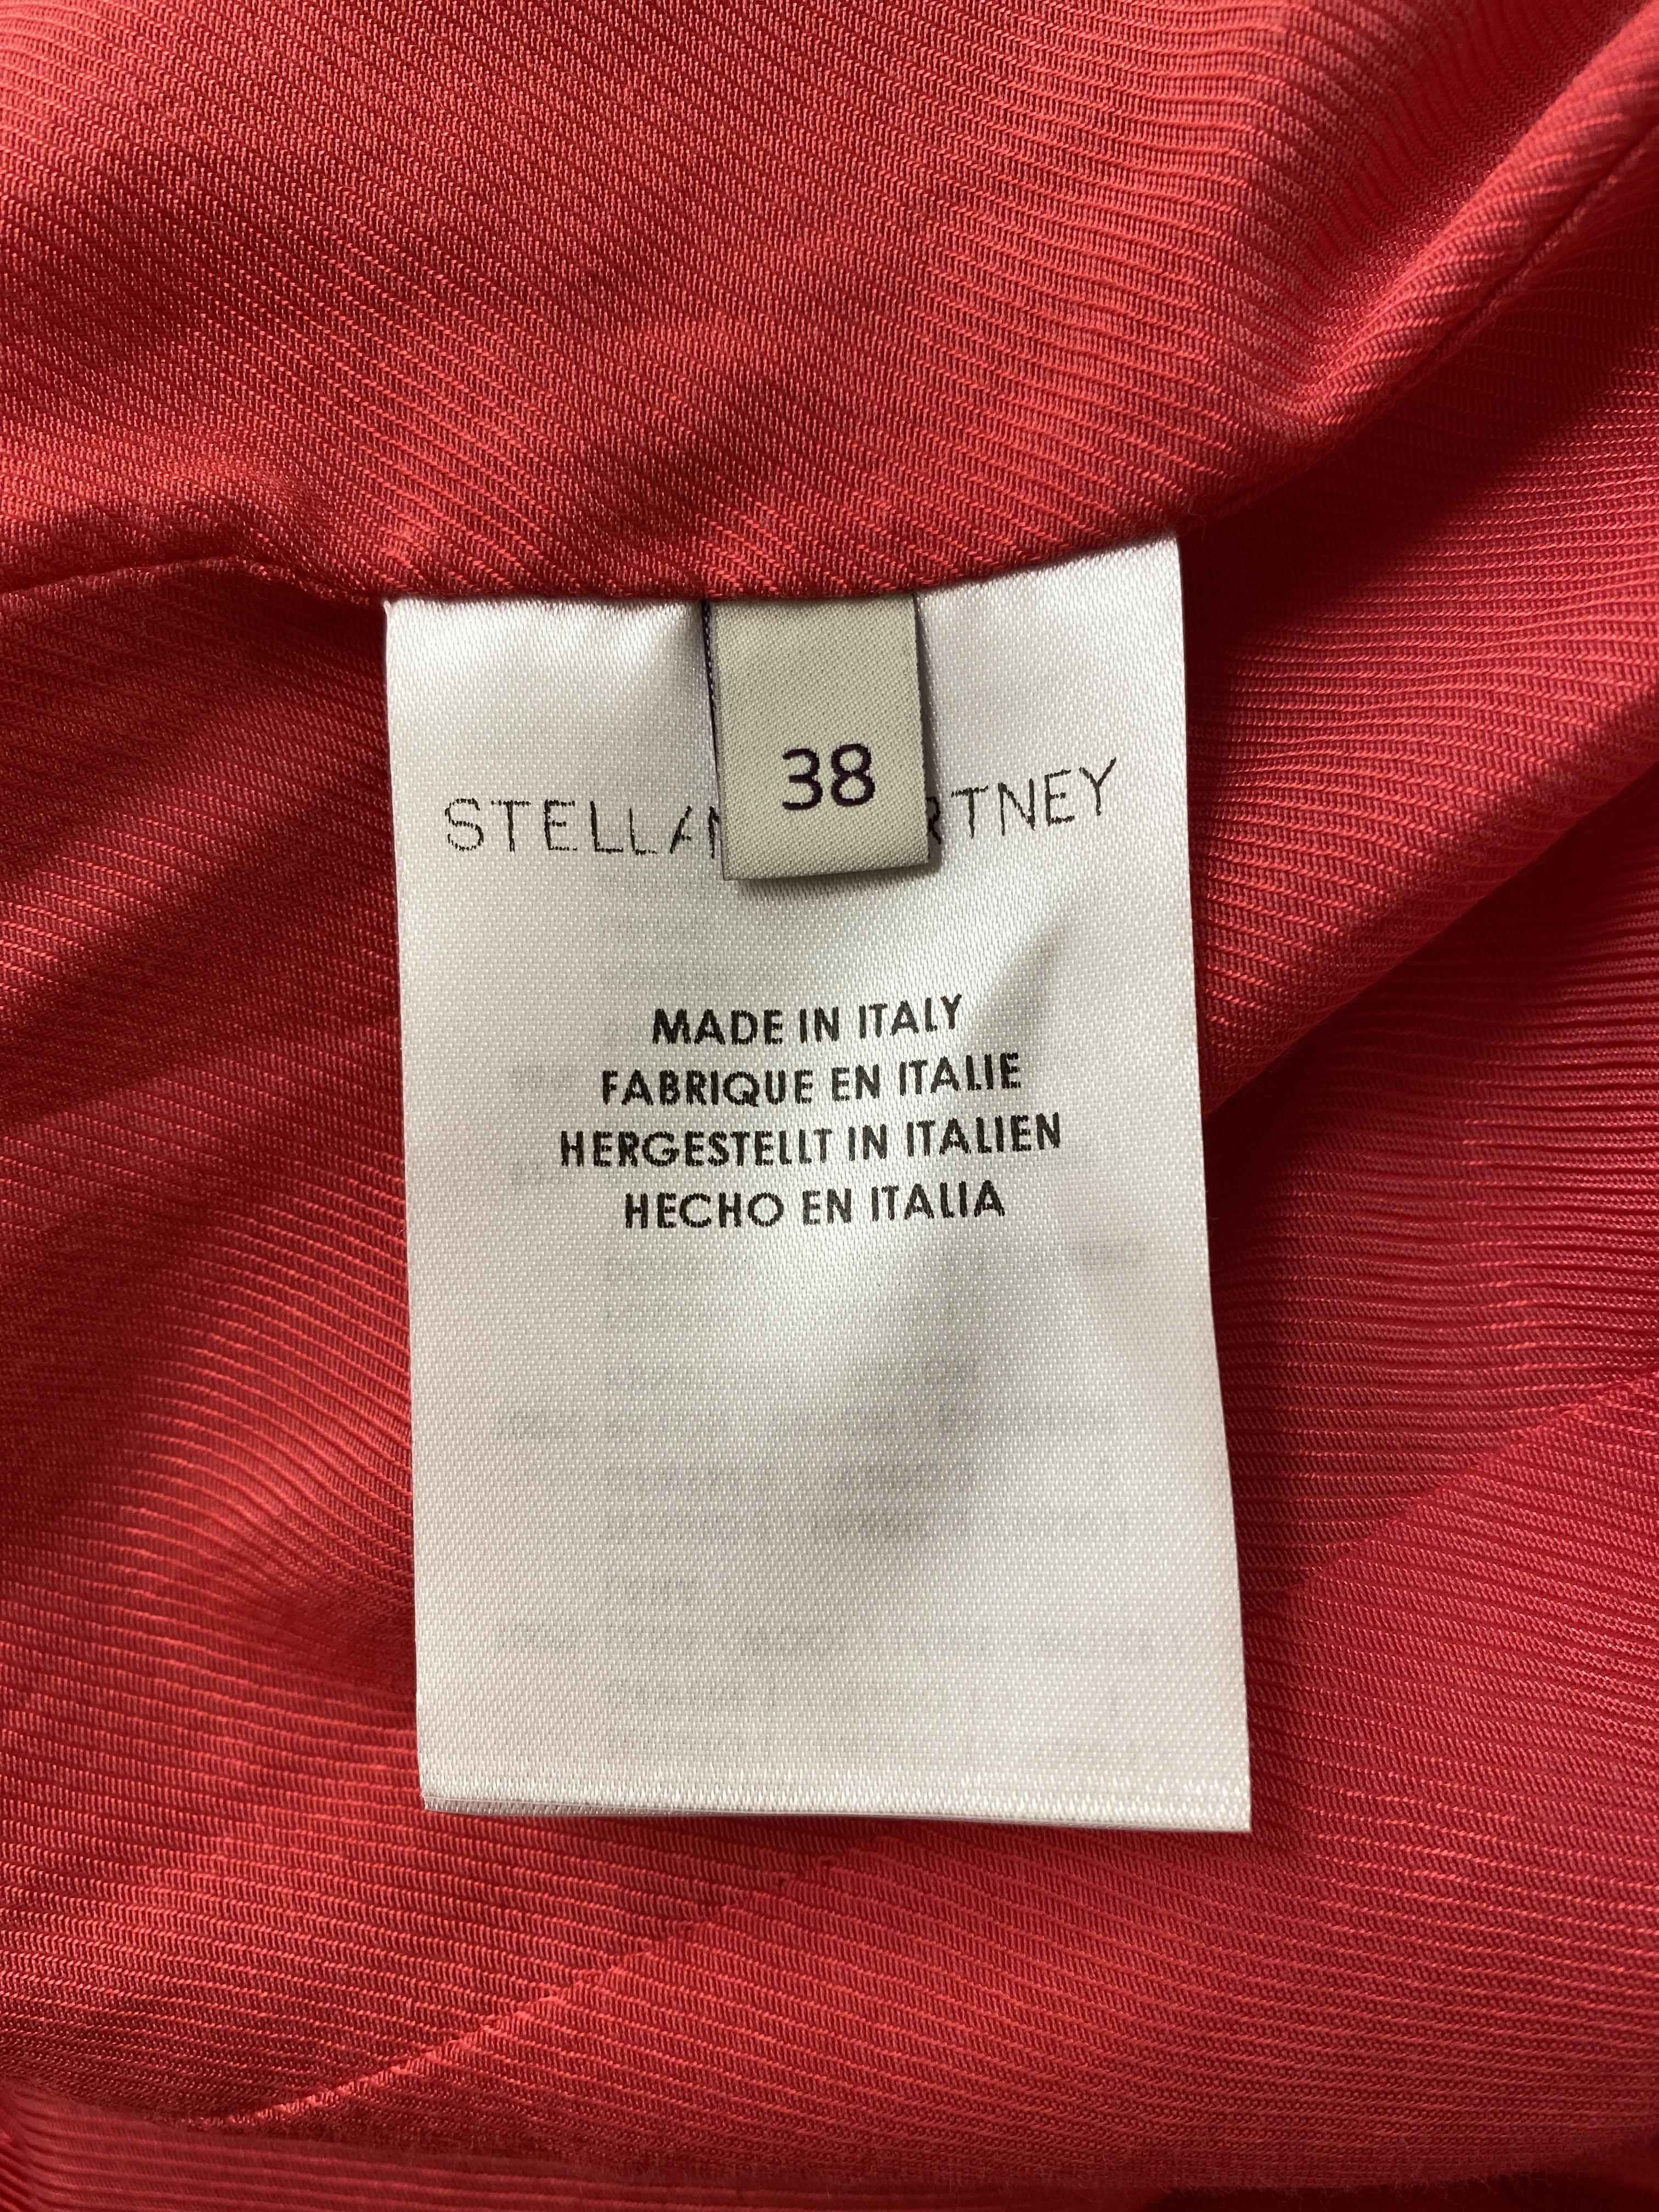 38
STELLA RTNEY
MADE IN ITALY
FABRIQUE EN ITALIE
HERGESTELLT IN ITALIEN
HECHO EN ITALIA